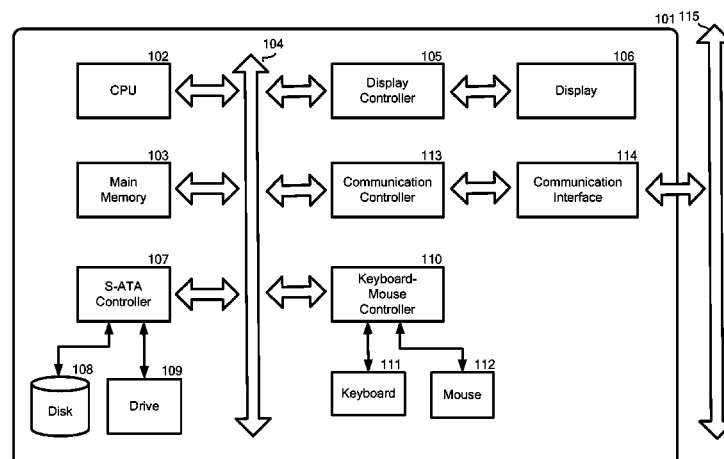 101
115
104
102
CPU
105
Display
Controller
106
Display
103
Main
Memory
113
Communication
Controller
114
Communication
Interface
107
S-ATA
Controller
110
Keyboard-
Mouse
Controller
108
Disk
109
Drive
111
Keyboard
112
Mouse